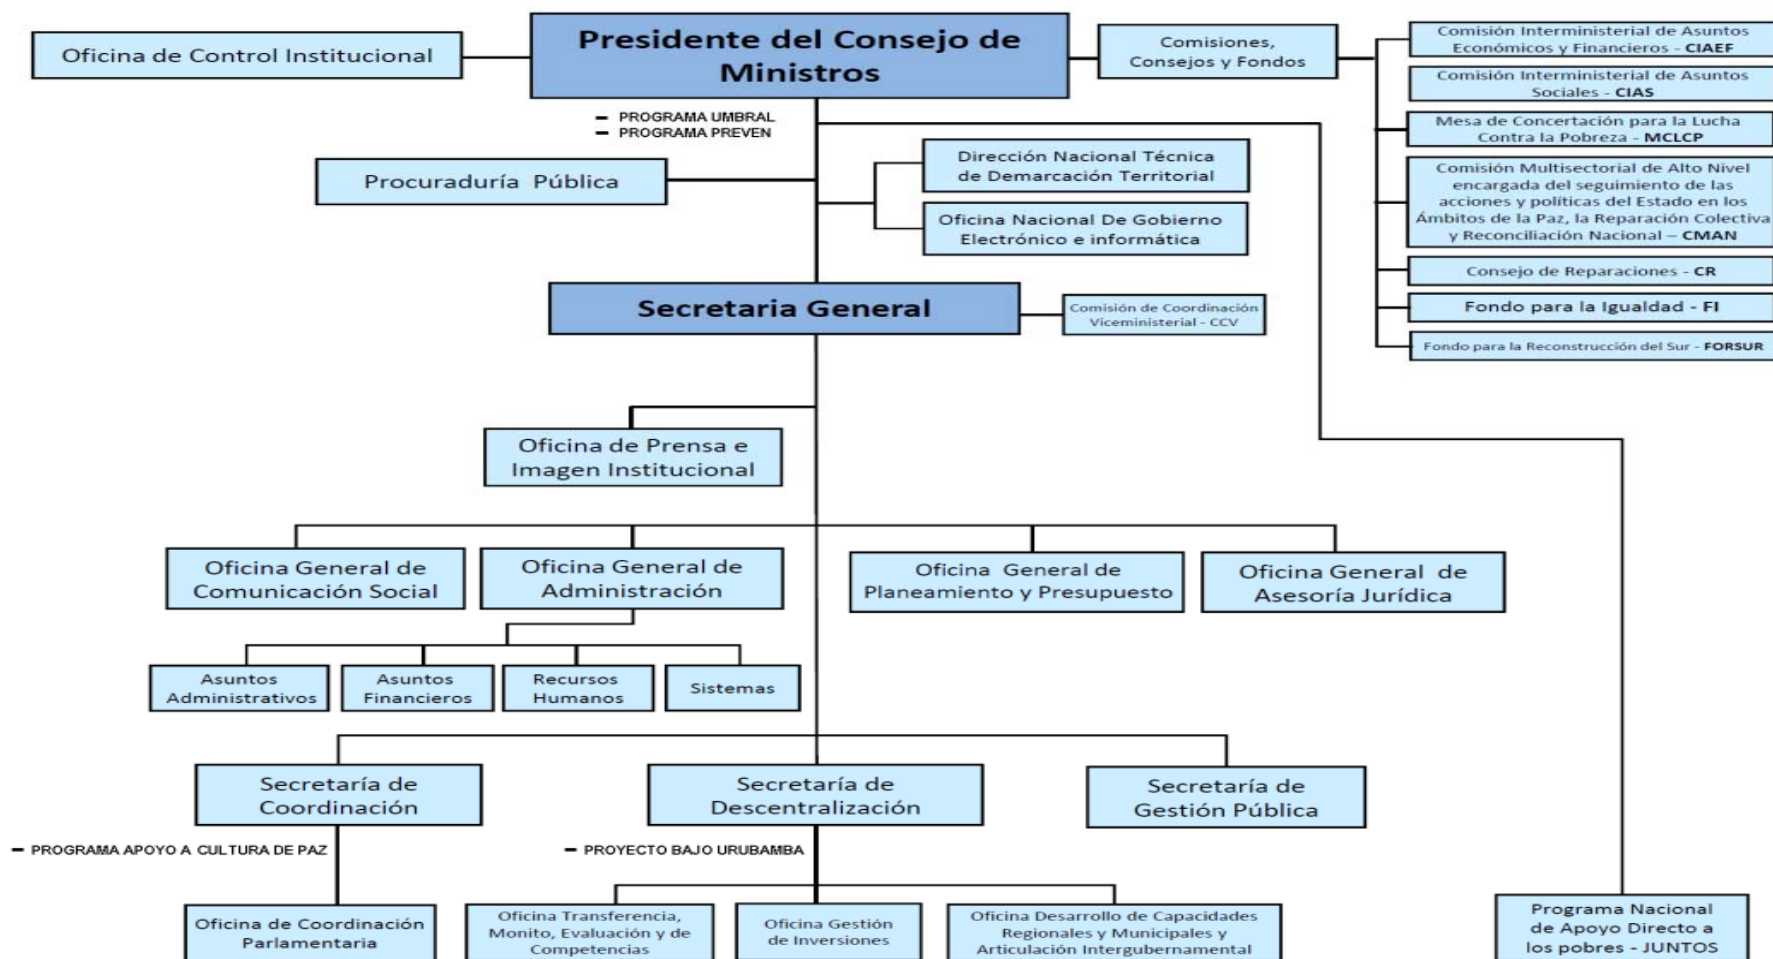 Oficina de Control Institucional
Presidente del Consejo de
Ministros
Comisiones,
Consejos y Fondos
Comisión Interministerial de Asuntos
Económicos y Financieros - CIAEF
Comisión Interministerial de Asuntos
Sociales - CIAS
Mesa de Concertación para la Lucha
Contra la Pobreza - MCLCP
Comisión Multisectorial de Alto Nivel
encargada del seguimiento de las
acciones y políticas del Estado en los
Ámbitos de la Paz, la Reparación Colectiva
y Reconciliación Nacional – CMAN
Consejo de Reparaciones - CR
Fondo para la Igualdad - FI
Fondo para la Reconstrucción del Sur - FORSUR
– PROGRAMA UMBRAL
– PROGRAMA PREVEN
Procuraduría Pública
Dirección Nacional Técnica
de Demarcación Territorial
Oficina Nacional De Gobierno
Electrónico e informática
Secretaria General
Comisión de Coordinación
Viceministerial - CCV
Oficina de Prensa e
Imagen Institucional
Oficina General de
Comunicación Social
Oficina General de
Administración
Oficina General de
Planeamiento y Presupuesto
Oficina General de
Asesoría Jurídica
Asuntos
Administrativos
Asuntos
Financieros
Recursos
Humanos
Sistemas
Secretaría de
Coordinación
Secretaría de
Descentralización
Secretaría de
Gestión Pública
– PROGRAMA APOYO A CULTURA DE PAZ
– PROYECTO BAJO URUBAMBA
Oficina de Coordinación
Parlamentaria
Oficina Transferencia,
Monito, Evaluación y de
Competencias
Oficina Gestión
de Inversiones
Oficina Desarrollo de Capacidades
Regionales y Municipales y
Articulación Intergubernamental
Programa Nacional
de Apoyo Directo a
los pobres - JUNTOS